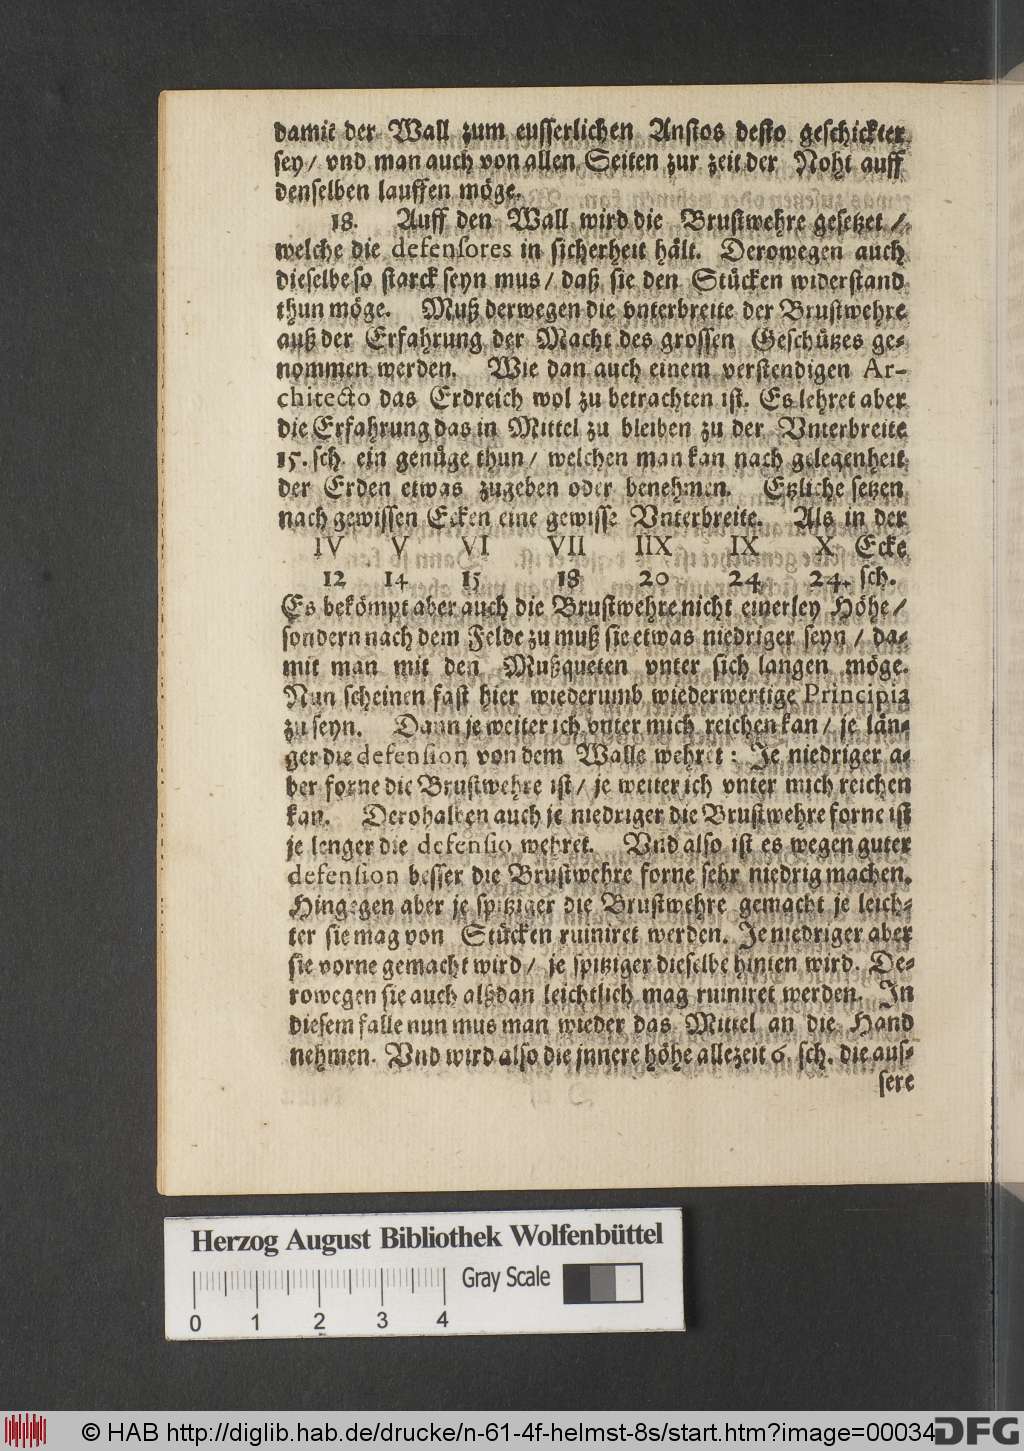 damit der Wall zum eusserlichen Anstos desto geschickter
sey / vnd man auch von allen Seiten zur zeit der Noht auff
denselben lauffen möge.
18. Auff den Wall wird die Brustwehre gesetzet /
welche die defensores in sicherheit hält. Derowegen auch
dieselbe so starck seyn mus / daß sie den Stücken widerstand
thun möge. Muß derwegen die vnterbreite der Brustwehre
auß der Erfahrung der Macht des grossen Geschützes ge-
nommen werden. Wie dan auch einem verstendigen Ar-
chitecto das Erdreich wol zu betrachten ist. Es lehret aber
die Erfahrung das in Mittel zu bleiben zu der Vnterbreite
15. sch. ein genüge thun / welchen man kan nach gelegenheit
der Erden etwas zugeben oder benehmen. Etzliche setzen
nach gewissen Ecken eine gewisse Vnterbreite. Als in der
IV V VI VII IIX IX X Ecke
12 14 15 18 20 24 24. sch.
Es bekömpt aber auch die Brustwehre nicht einerley Höhe /
sondern nach dem Felde zu muß sie etwas niedriger seyn / da-
mit man mit den Mußqueten vnter sich langen möge.
Nun scheinen fast hier wiederumb wiederwertige Principia
zu seyn. Dann je weiter ich vnter mich reichen kan / je län-
ger die defension von dem Walle wehret : Je niedriger a-
ber forne die Brustwehre ist / je weiter ich vnter mich reichen
kan. Derohalben auch je niedriger die Brustwehre forne ist
je lenger die defensio wehret. Vnd also ist es wegen guter
defension besser die Brustwehre forne sehr niedrig machen.
Hingegen aber je spitziger die Brustwehre gemacht je leich-
ter sie mag von Stücken ruiniret werden. Je niedriger aber
sie vorne gemacht wird / je spitziger dieselbe hinten wird. De-
rowegen sie auch alßdan leichtlich mag ruiniret werden. In
diesem falle nun mus man wieder das Mittel an die Hand
nehmen. Vnd wird also die jnnere höhe allezeit 6. sch. die aus-
sere
Herzog August Bibliothek Wolfenbüttel
Gray Scale
0 1 2 3 4
© HAB http://diglib.hab.de/drucke/n-61-4f-helmst-8s/start.htm?image=00034
DFG